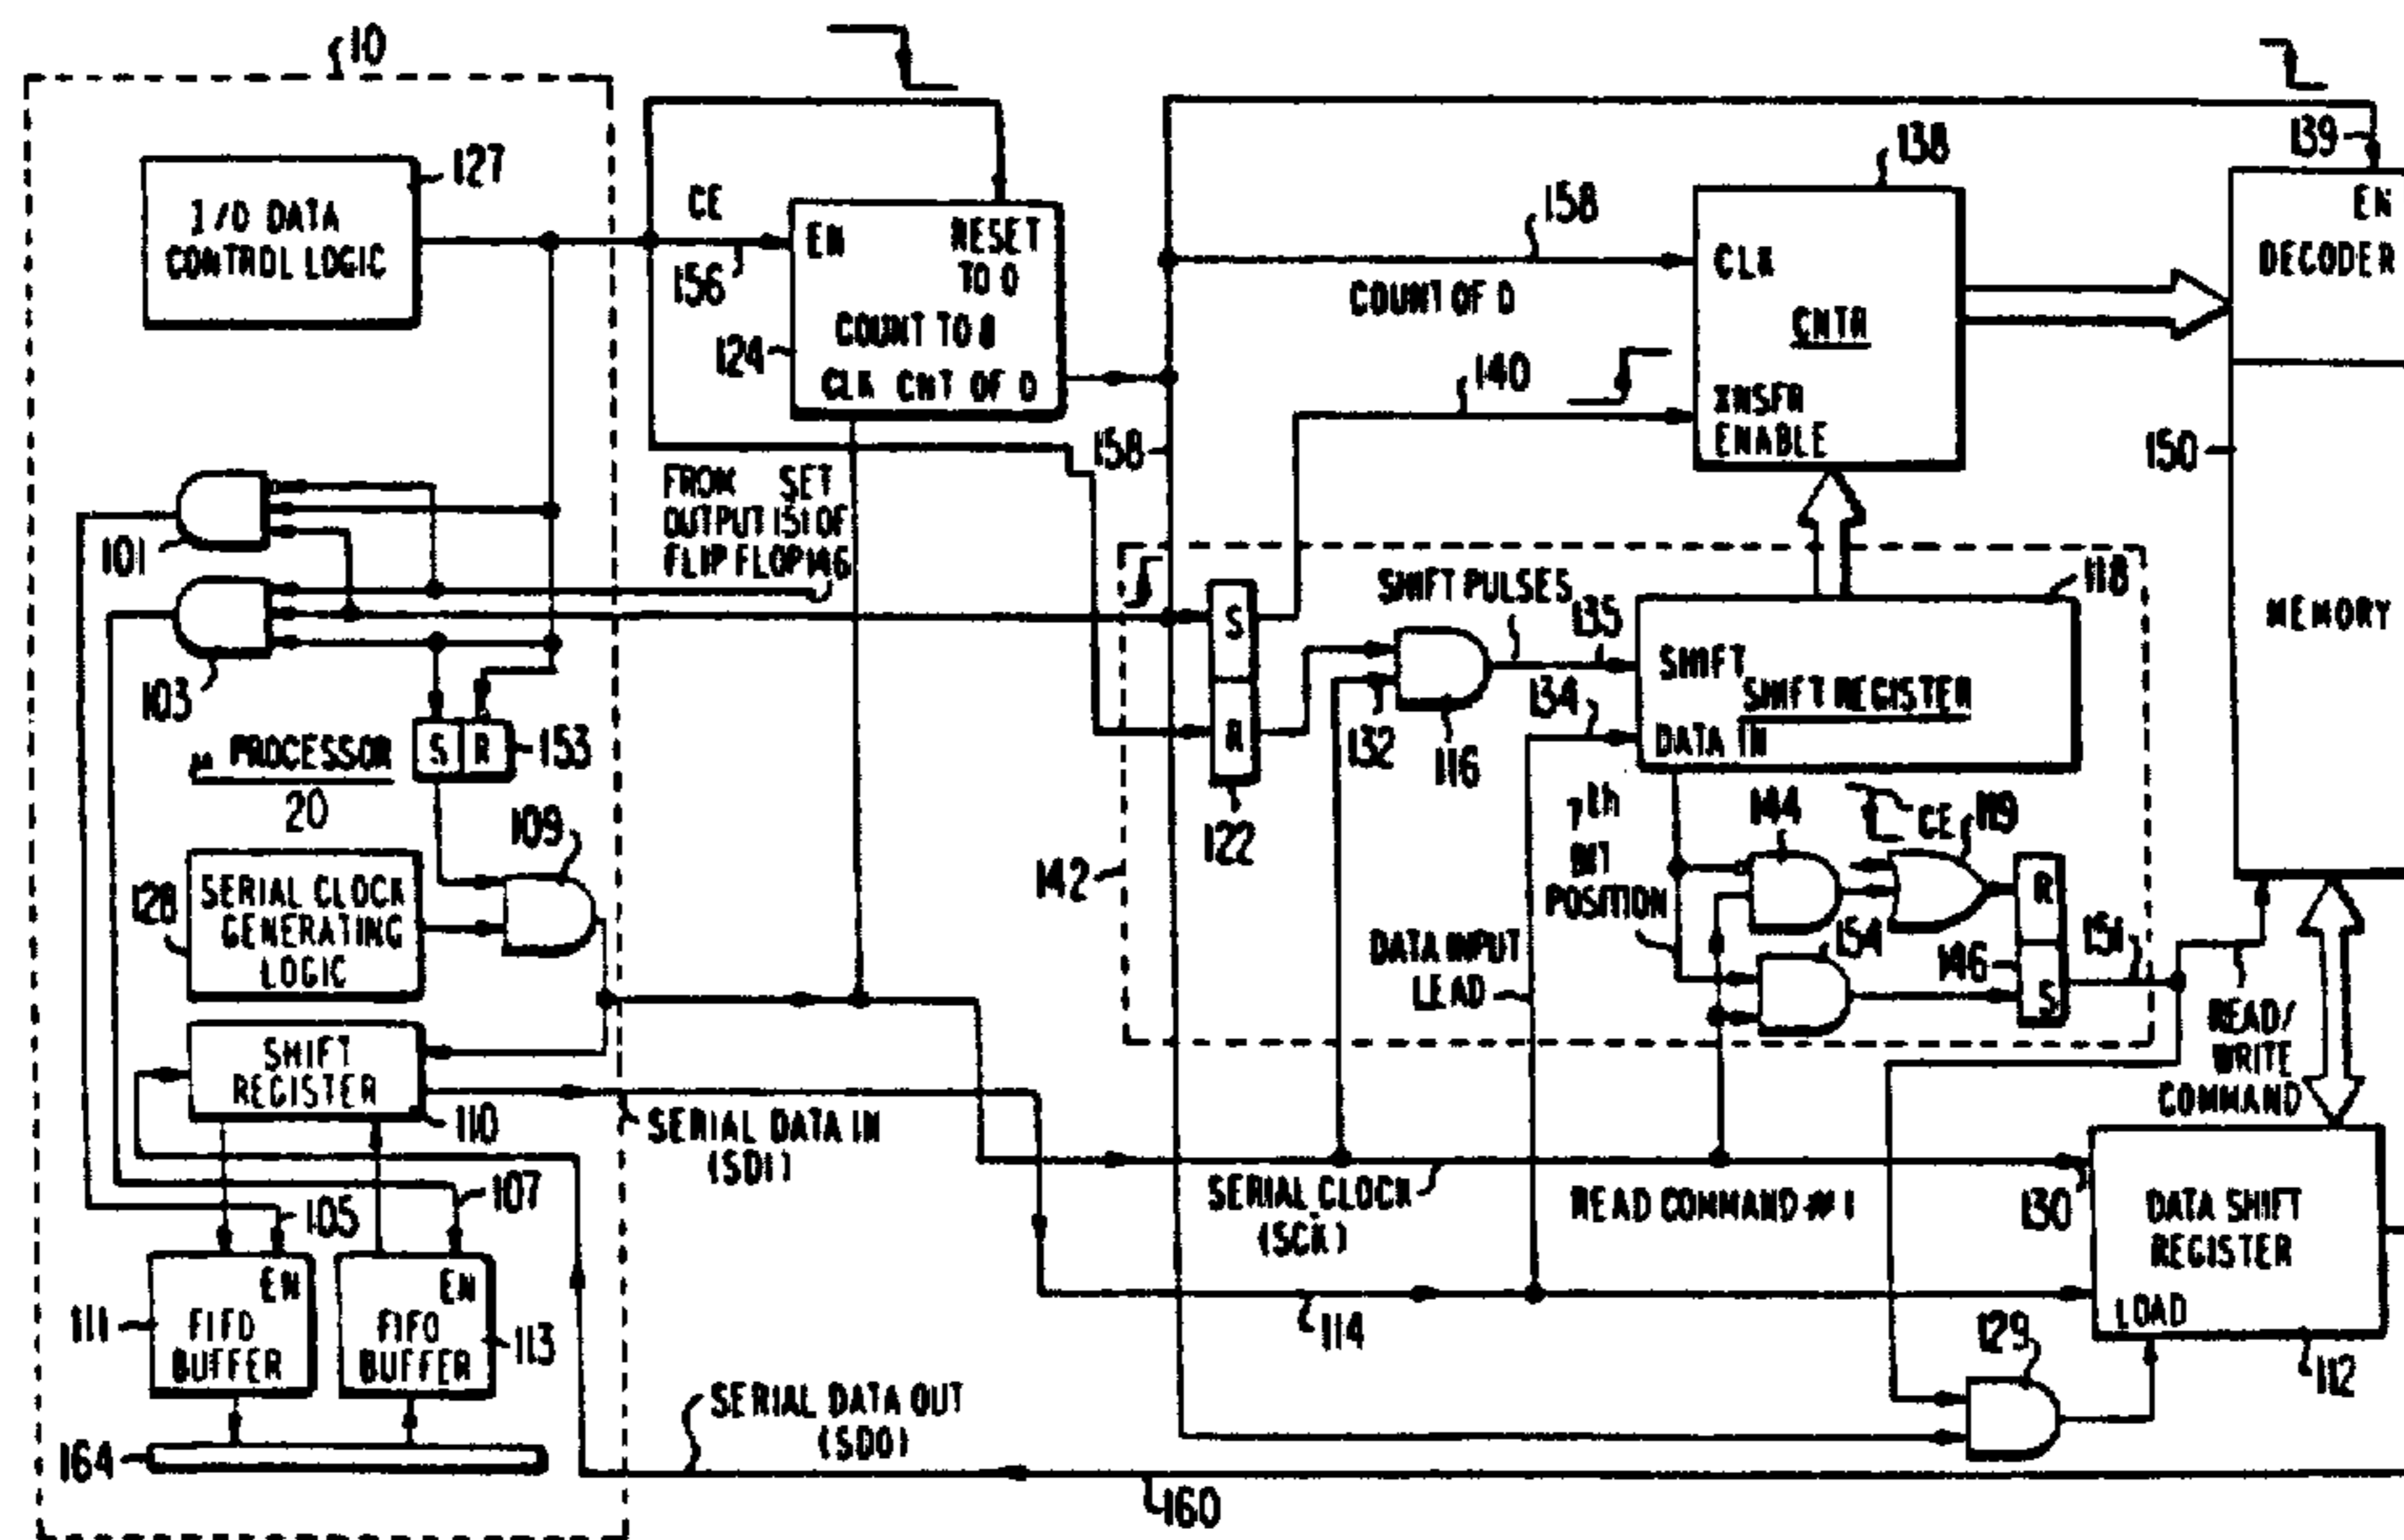 10
127
I/O DATA
CONTROL LOGIC
CE
156
EN
RESET
TO 0
COUNT TO 8
CLK CNT OF 0
124
158
158
COUNT OF 0
140
138
CLK
CNTR
XNSFR
ENABLE
139
EN
DECODER
150
MEMORY
101
103
FROM SET
OUTPUT 151 OF
FLIP FLOP 146
S
R
153
μ PROCESSOR
20
109
128
SERIAL CLOCK
GENERATING
LOGIC
SHIFT
REGISTER
110
SERIAL DATA IN
(SDI)
105
107
EN
FIFO
BUFFER
111
EN
FIFO
BUFFER
113
164
SERIAL DATA OUT
(SDO)
160
142
S
R
122
SHIFT PULSES
135
132
116
134
118
SHIFT
SHIFT REGISTER
DATA IN
7th
BIT
POSITION
144
CE
119
154
146
R
S
151
DATA INPUT
LEAD
READ/
WRITE
COMMAND
SERIAL CLOCK
(SCK)
READ COMMAND #1
130
DATA SHIFT
REGISTER
LOAD
112
114
129